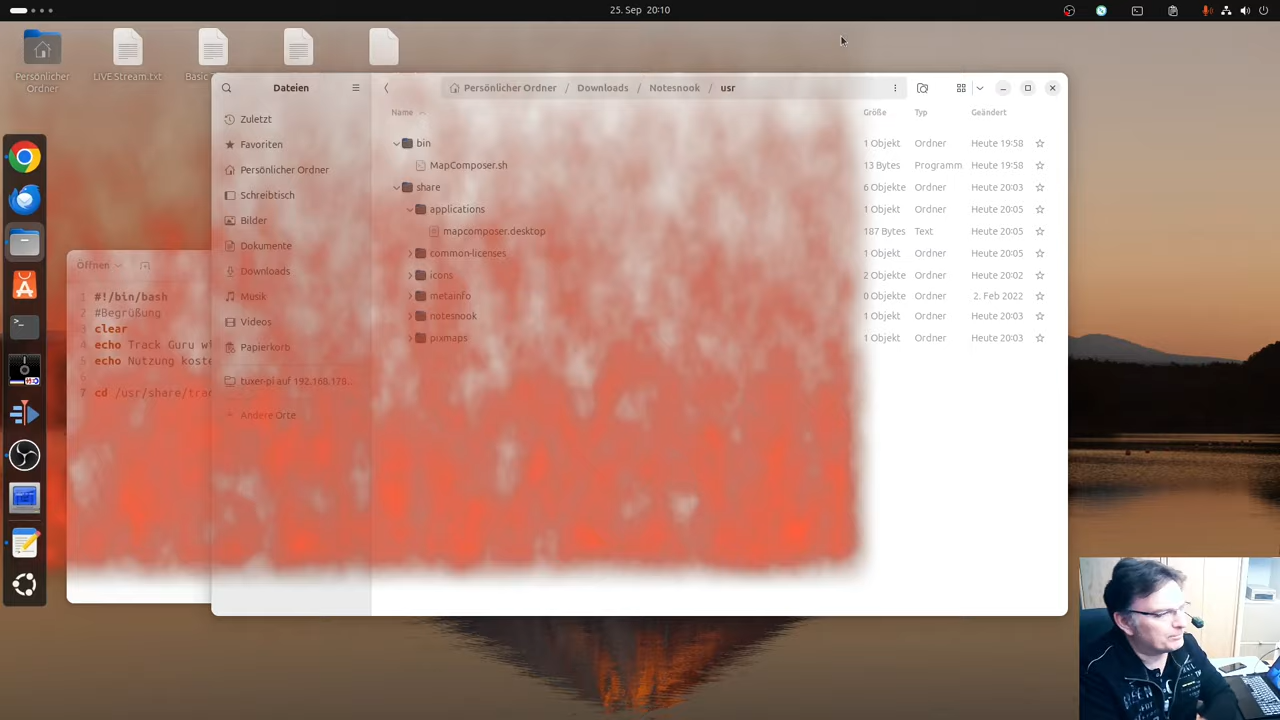 25. Sep 20:10
Persönlicher Ordner
LIVE Stream.txt
Basic
Dateien
Persönlicher Ordner / Downloads / Notesnook / usr
Zuletzt
Favoriten
Persönlicher Ordner
Schreibtisch
Bilder
Dokumente
Downloads
Musik
Videos
Papierkorb
tuxer-pi auf 192.168.178...
Andere Orte
Name Größe Typ Geändert
bin 1 Objekt Ordner Heute 19:58
MapComposer.sh 13 Bytes Programm Heute 19:58
share 6 Objekte Ordner Heute 20:03
applications 1 Objekt Ordner Heute 20:05
mapcomposer.desktop 187 Bytes Text Heute 20:05
common-licenses 1 Objekt Ordner Heute 20:03
icons 2 Objekte Ordner Heute 20:02
metainfo 0 Objekte Ordner 2. Feb 2022
notesnook 1 Objekt Ordner Heute 20:03
pixmaps 1 Objekt Ordner Heute 20:03
Öffnen
1 #!/bin/bash
2 #Begrüßung
3 clear
4 echo Track Guru wi
5 echo Nutzung koste
6
7 cd /usr/share/tra